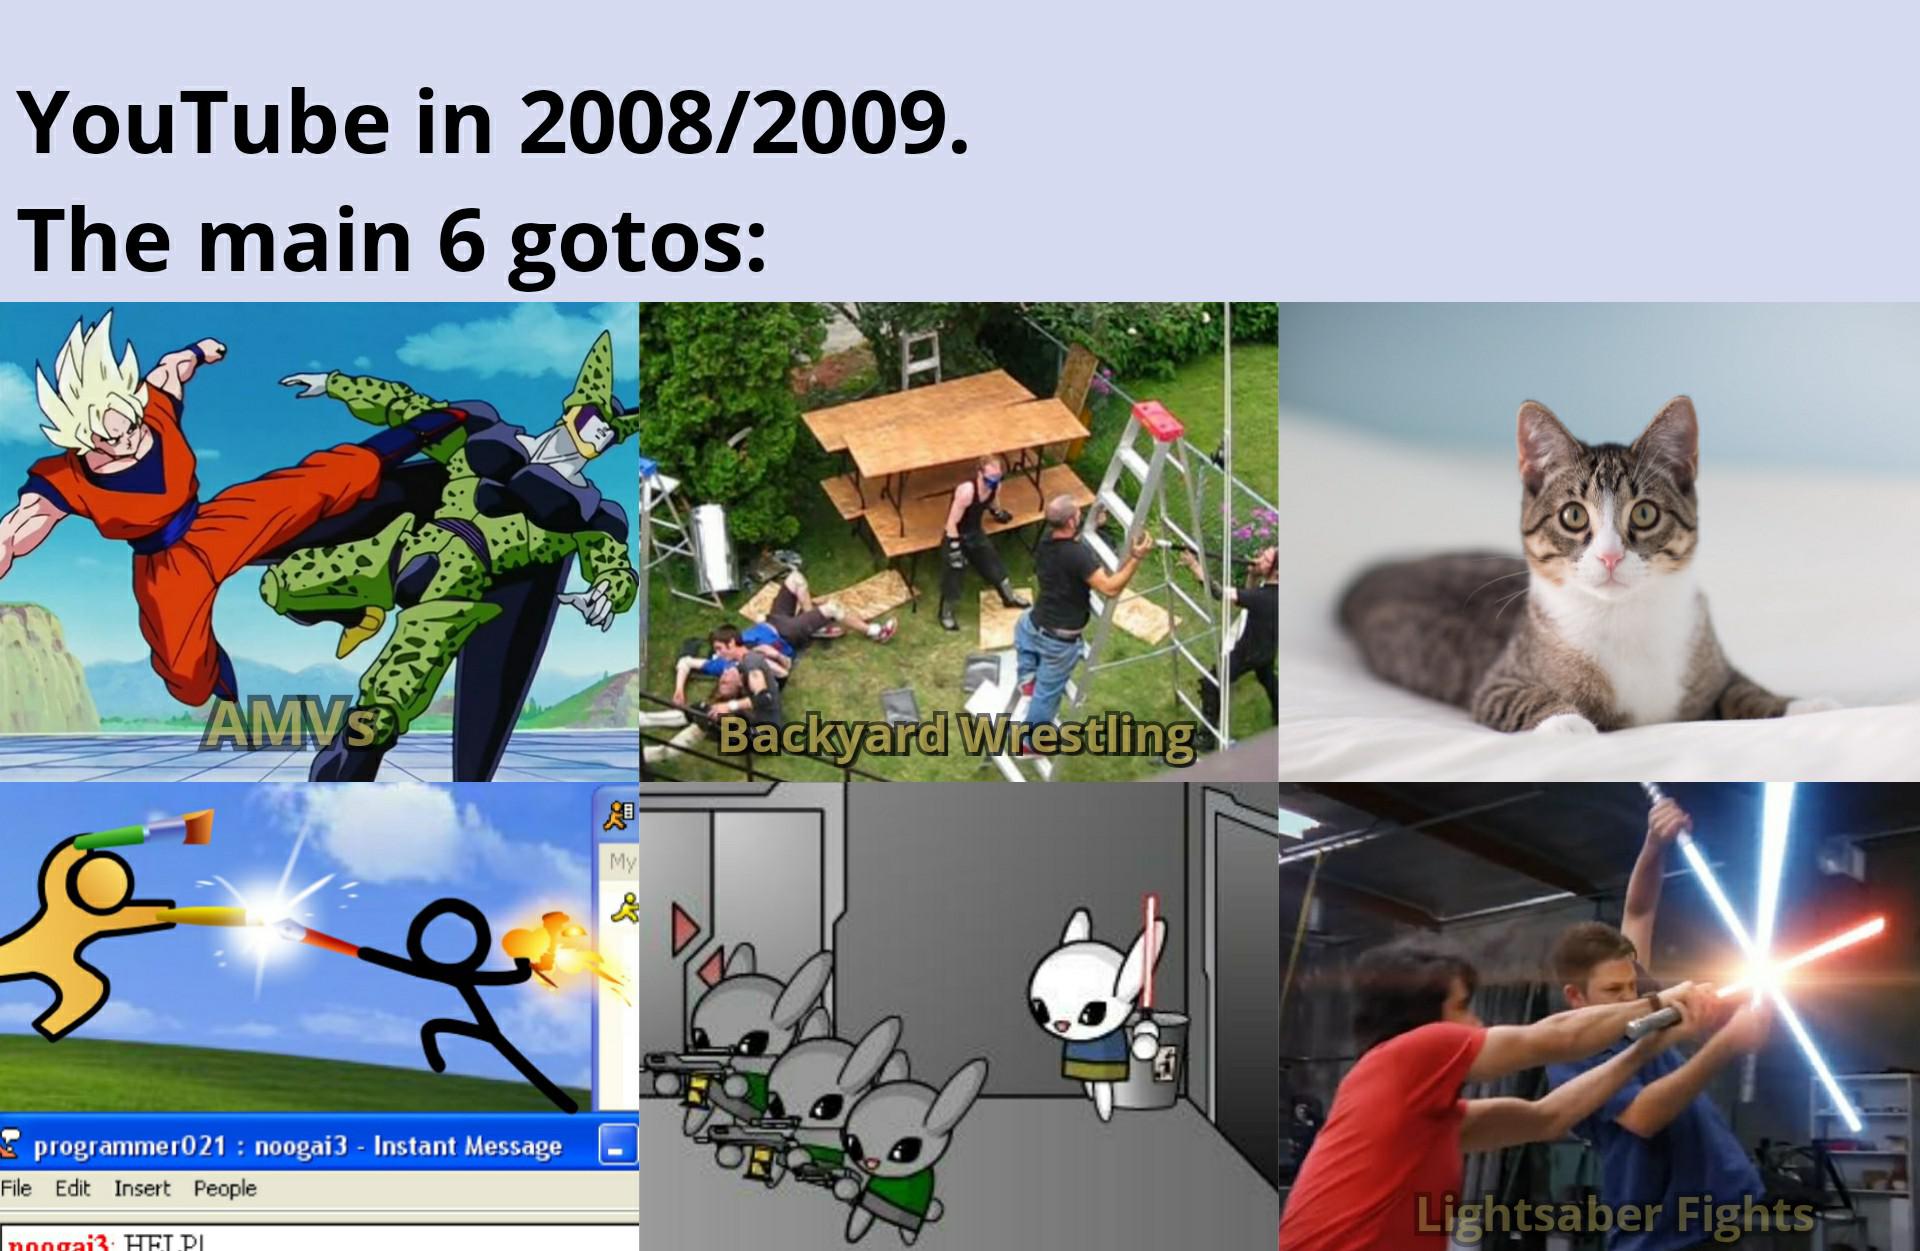 YouTube in 2008/2009.
The main 6 gotos:
AMVs
Backyard Wrestling
My
programmer021 : noogai3 - Instant Message
File Edit Insert People
noogai3: HELP!
Lightsaber Fights